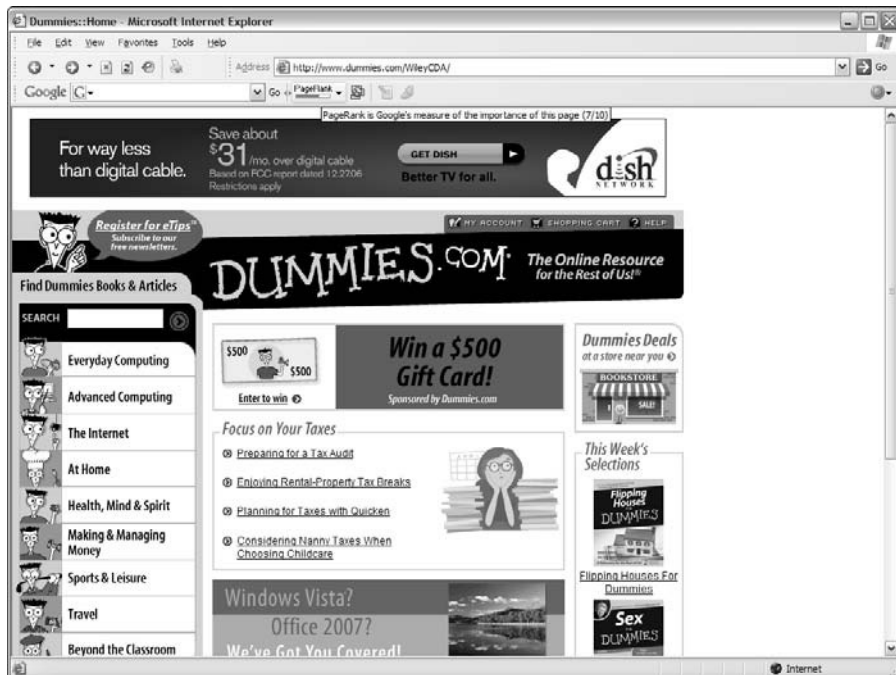 Dummies::Home - Microsoft Internet Explorer
File Edit View Favorites Tools Help
Address http://www.dummies.com/WileyCDA/ Go
Google G Go PageRank
PageRank is Google's measure of the importance of this page (7/10)
For way less
than digital cable.
Save about
$31/mo. over digital cable
Based on FCC report dated 12.27.06
Restrictions apply
GET DISH
Better TV for all.
dish
NETWORK
Register for eTips™
Subscribe to our
free newsletters.
MY ACCOUNT SHOPPING CART ? HELP
DUMMIES.COM®
The Online Resource
for the Rest of Us!®
Find Dummies Books & Articles
SEARCH
Everyday Computing
Advanced Computing
The Internet
At Home
Health, Mind & Spirit
Making & Managing
Money
Sports & Leisure
Travel
Beyond the Classroom
$500
$500
Enter to win
Win a $500
Gift Card!
Sponsored by Dummies.com
Focus on Your Taxes
Preparing for a Tax Audit
Enjoying Rental-Property Tax Breaks
Planning for Taxes with Quicken
Considering Nanny Taxes When
Choosing Childcare
Windows Vista?
Office 2007?
We've Got You Covered!
Dummies Deals
at a store near you
BOOKSTORE
SALE!
This Week's
Selections
Flipping
Houses
DUMMIES
Flipping Houses For
Dummies
Sex
DUMMIES
Internet